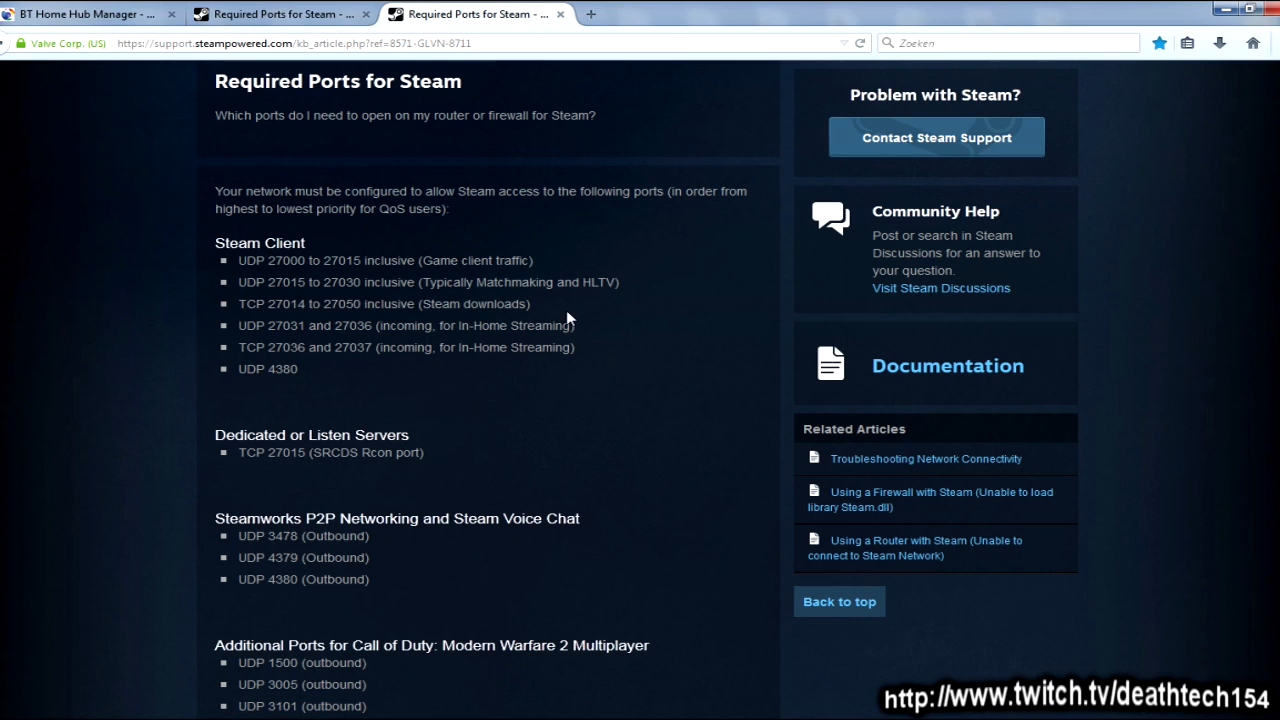 BT Home Hub Manager - ...
Required Ports for Steam - ...
Required Ports for Steam - ...
Valve Corp. (US)
https://support.steampowered.com/kb_article.php?ref=8571-GLVN-8711
Zoeken
Required Ports for Steam
Which ports do I need to open on my router or firewall for Steam?
Your network must be configured to allow Steam access to the following ports (in order from
highest to lowest priority for QoS users):
Steam Client
UDP 27000 to 27015 inclusive (Game client traffic)
UDP 27015 to 27030 inclusive (Typically Matchmaking and HLTV)
TCP 27014 to 27050 inclusive (Steam downloads)
UDP 27031 and 27036 (incoming, for In-Home Streaming)
TCP 27036 and 27037 (incoming, for In-Home Streaming)
UDP 4380
Dedicated or Listen Servers
TCP 27015 (SRCDS Rcon port)
Steamworks P2P Networking and Steam Voice Chat
UDP 3478 (Outbound)
UDP 4379 (Outbound)
UDP 4380 (Outbound)
Additional Ports for Call of Duty: Modern Warfare 2 Multiplayer
UDP 1500 (outbound)
UDP 3005 (outbound)
UDP 3101 (outbound)
Problem with Steam?
Contact Steam Support
Community Help
Post or search in Steam
Discussions for an answer to
your question.
Visit Steam Discussions
Documentation
Related Articles
Troubleshooting Network Connectivity
Using a Firewall with Steam (Unable to load
library Steam.dll)
Using a Router with Steam (Unable to
connect to Steam Network)
Back to top
http://www.twitch.tv/deathtech154